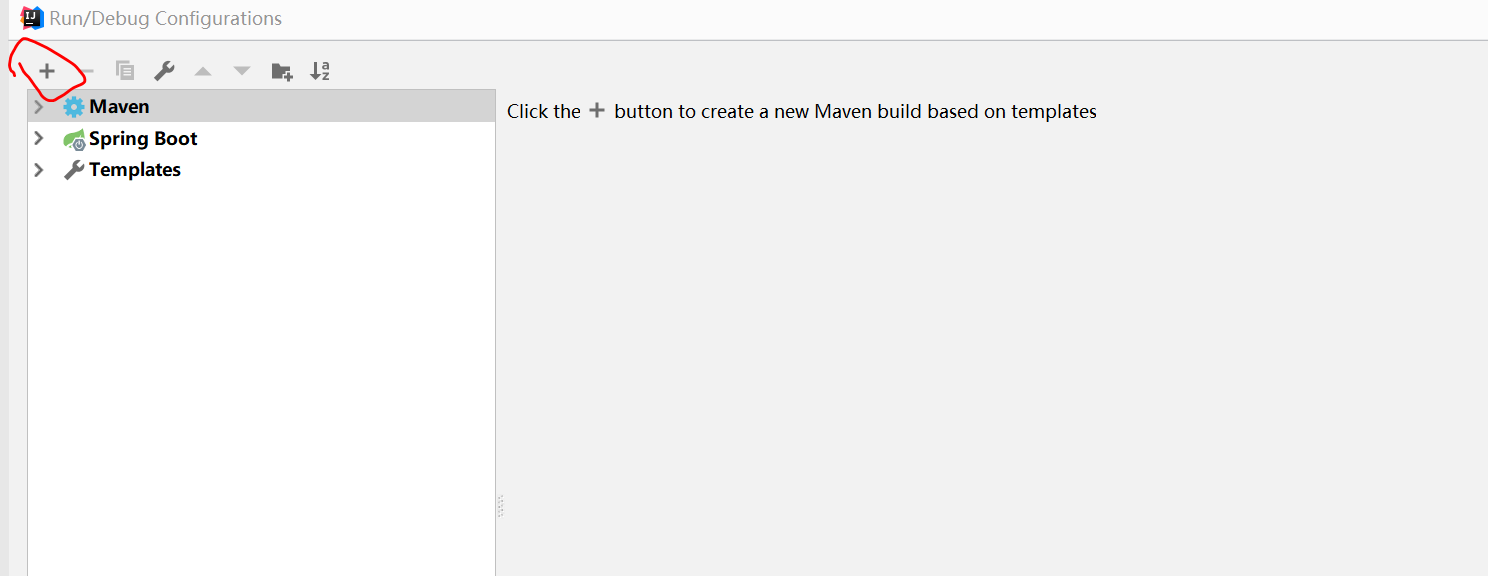 Run/Debug Configurations
Maven
Spring Boot
Templates
Click the + button to create a new Maven build based on templates